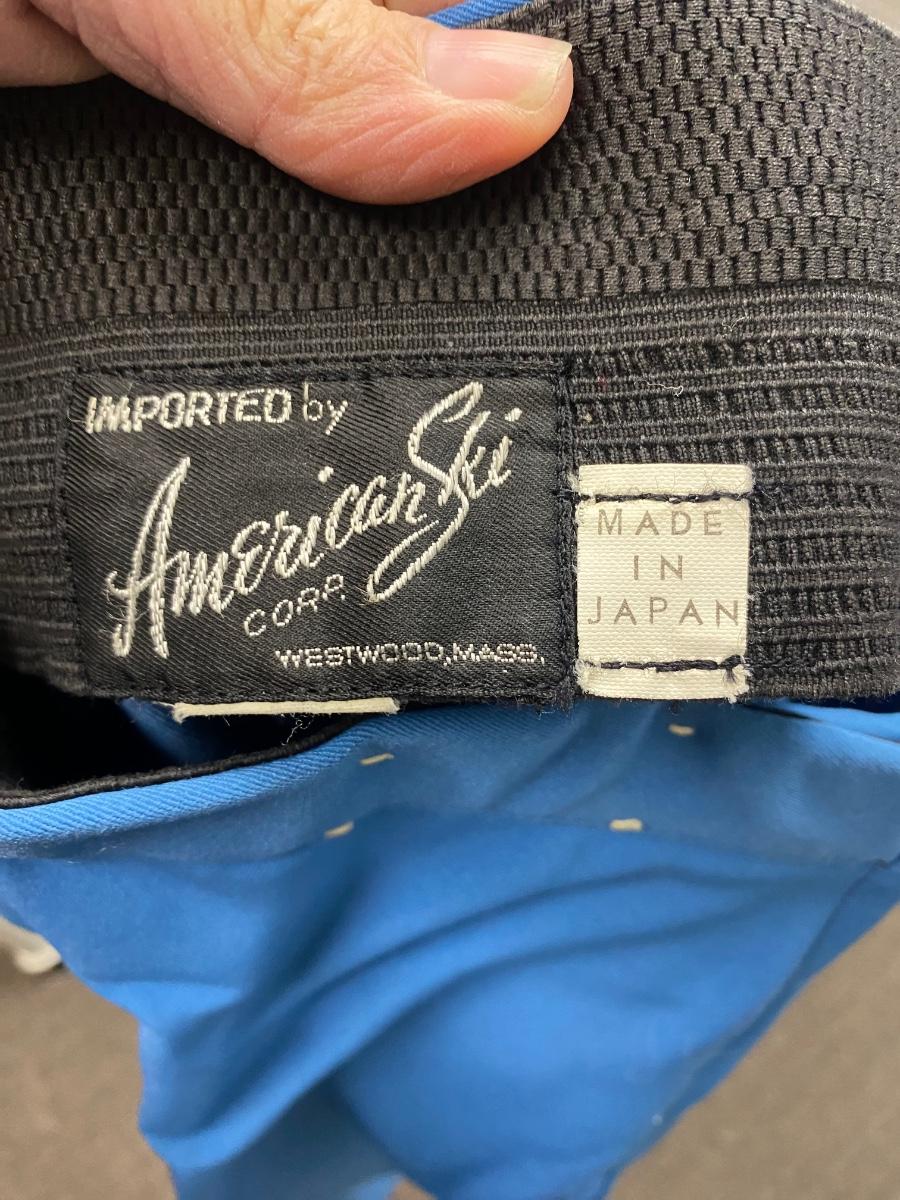 IMPORTED by
American Ski
CORP.
WESTWOOD, MASS.
MADE
IN
JAPAN